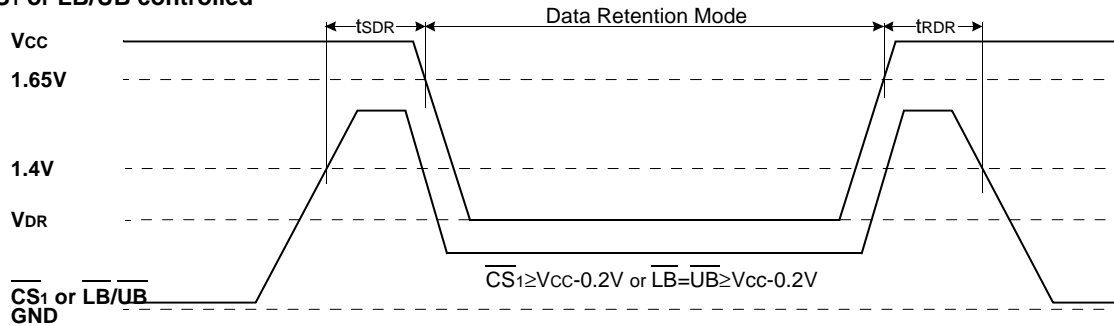 or LB/UB controlled
tSDR
Data Retention Mode
tRDR
VCC
1.65V
1.4V
VDR
CS1≥VCC-0.2V or LB=UB≥Vcc-0.2V
CS1 or LB/UB
GND